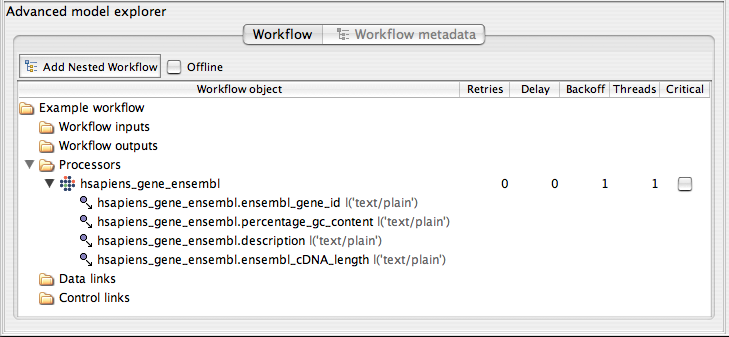 Advanced model explorer
Workflow Workflow metadata
Add Nested Workflow Offline
Workflow object Retries Delay Backoff Threads Critical
Example workflow
Workflow inputs
Workflow outputs
Processors
hsapiens_gene_ensembl 0 0 1 1
hsapiens_gene_ensembl.ensembl_gene_id l('text/plain')
hsapiens_gene_ensembl.percentage_gc_content l('text/plain')
hsapiens_gene_ensembl.description l('text/plain')
hsapiens_gene_ensembl.ensembl_cDNA_length l('text/plain')
Data links
Control links